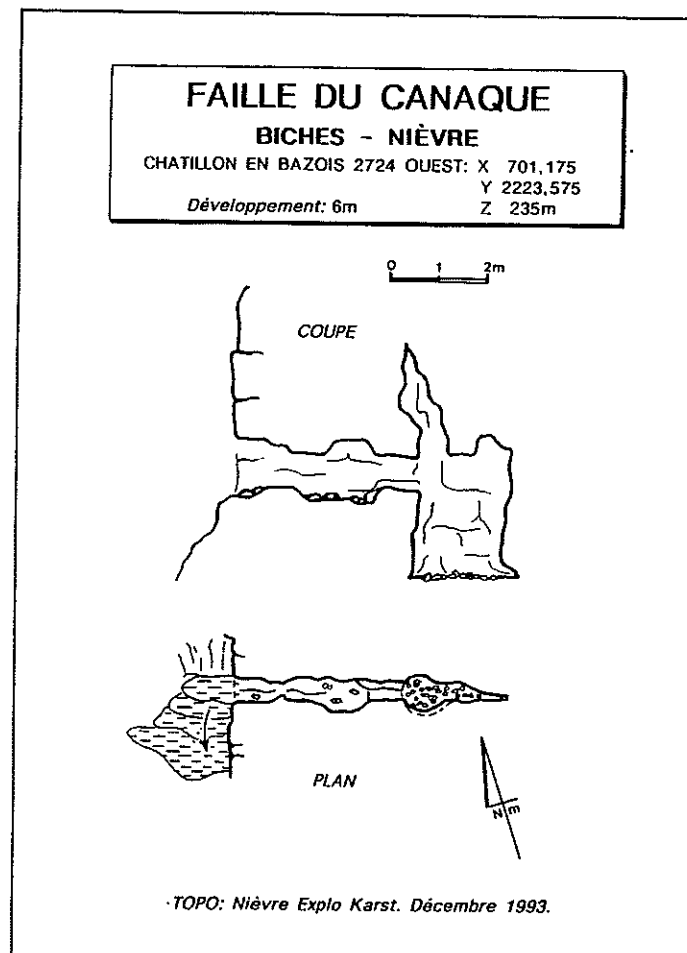 FAILLE DU CANAQUE
BICHES - NIÈVRE
CHATILLON EN BAZOIS 2724 OUEST: X 701,175
Y 2223,575
Développement: 6m Z 235m
0 1 2m
COUPE
PLAN
N m
TOPO: Nièvre Explo Karst. Décembre 1993.